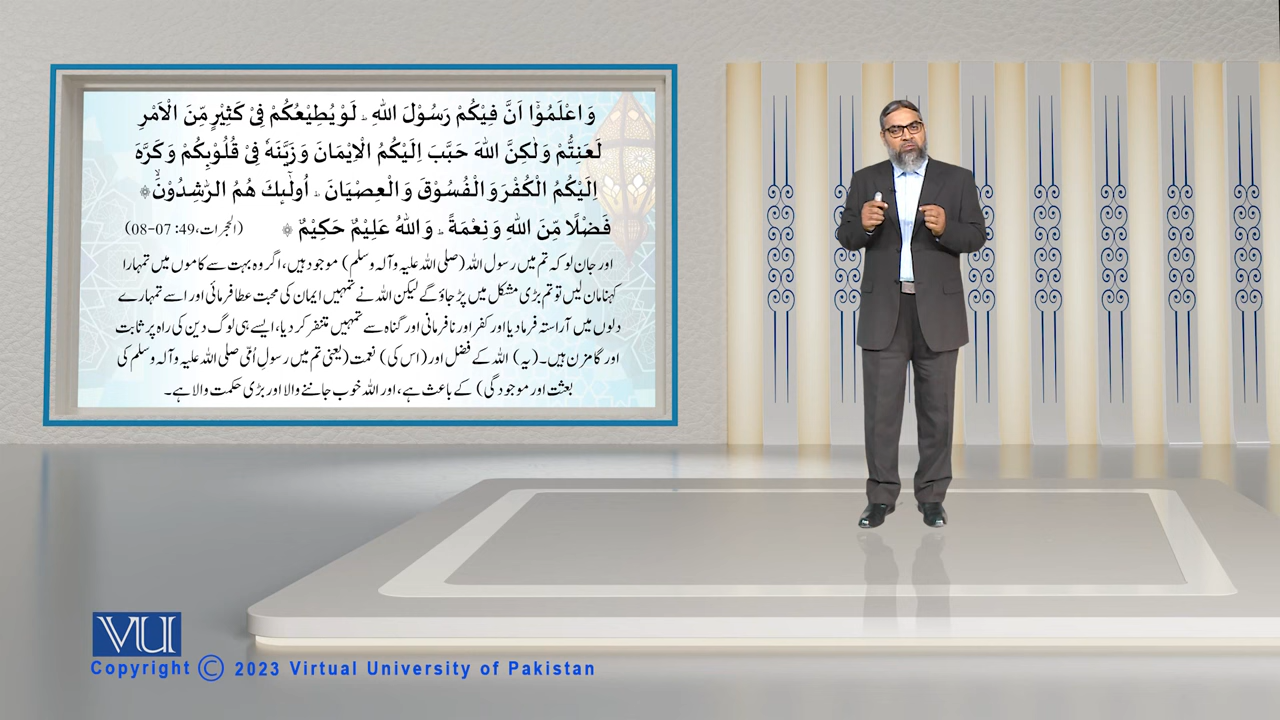 وَ اعْلَمُوْۤا اَنَّ فِیْكُمْ رَسُوْلَ اللّٰهِ ؕ لَوْ یُطِیْعُكُمْ فِیْ كَثِیْرٍ مِّنَ الْاَمْرِ
لَعَنِتُّمْ وَ لٰكِنَّ اللّٰهَ حَبَّبَ اِلَیْكُمُ الْاِیْمَانَ وَ زَیَّنَهٗ فِیْ قُلُوْبِكُمْ وَ كَرَّهَ
اِلَیْكُمُ الْكُفْرَ وَ الْفُسُوْقَ وَ الْعِصْیَانَ ؕ اُولٰٓىِٕكَ هُمُ الرّٰشِدُوْنَۙ
فَضْلًا مِّنَ اللّٰهِ وَ نِعْمَةً ؕ وَ اللّٰهُ عَلِیْمٌ حَكِیْمٌ (الحجرات، 49: 07-08)
اور جان لو کہ تم میں رسول اللہ (صلی اللہ علیہ وآلہ وسلم) موجود ہیں، اگر وہ بہت سے کاموں میں تمہارا
کہنا مان لیں تو تم بڑی مشکل میں پڑ جاؤ گے لیکن اللہ نے تمہیں ایمان کی محبت عطا فرمائی اور اسے تمہارے
دلوں میں آراستہ فرما دیا اور کفر اور نافرمانی اور گناہ سے تمہیں متنفر کر دیا، ایسے ہی لوگ دین کی راہ پر ثابت
اور گامزن ہیں۔ (یہ) اللہ کے فضل اور (اس کی) نعمت (یعنی تم میں رسولِ اُمّی صلی اللہ علیہ وآلہ وسلم کی
بعثت اور موجودگی) کے باعث ہے، اور اللہ خوب جاننے والا اور بڑی حکمت والا ہے۔
VU
Copyright © 2023 Virtual University of Pakistan